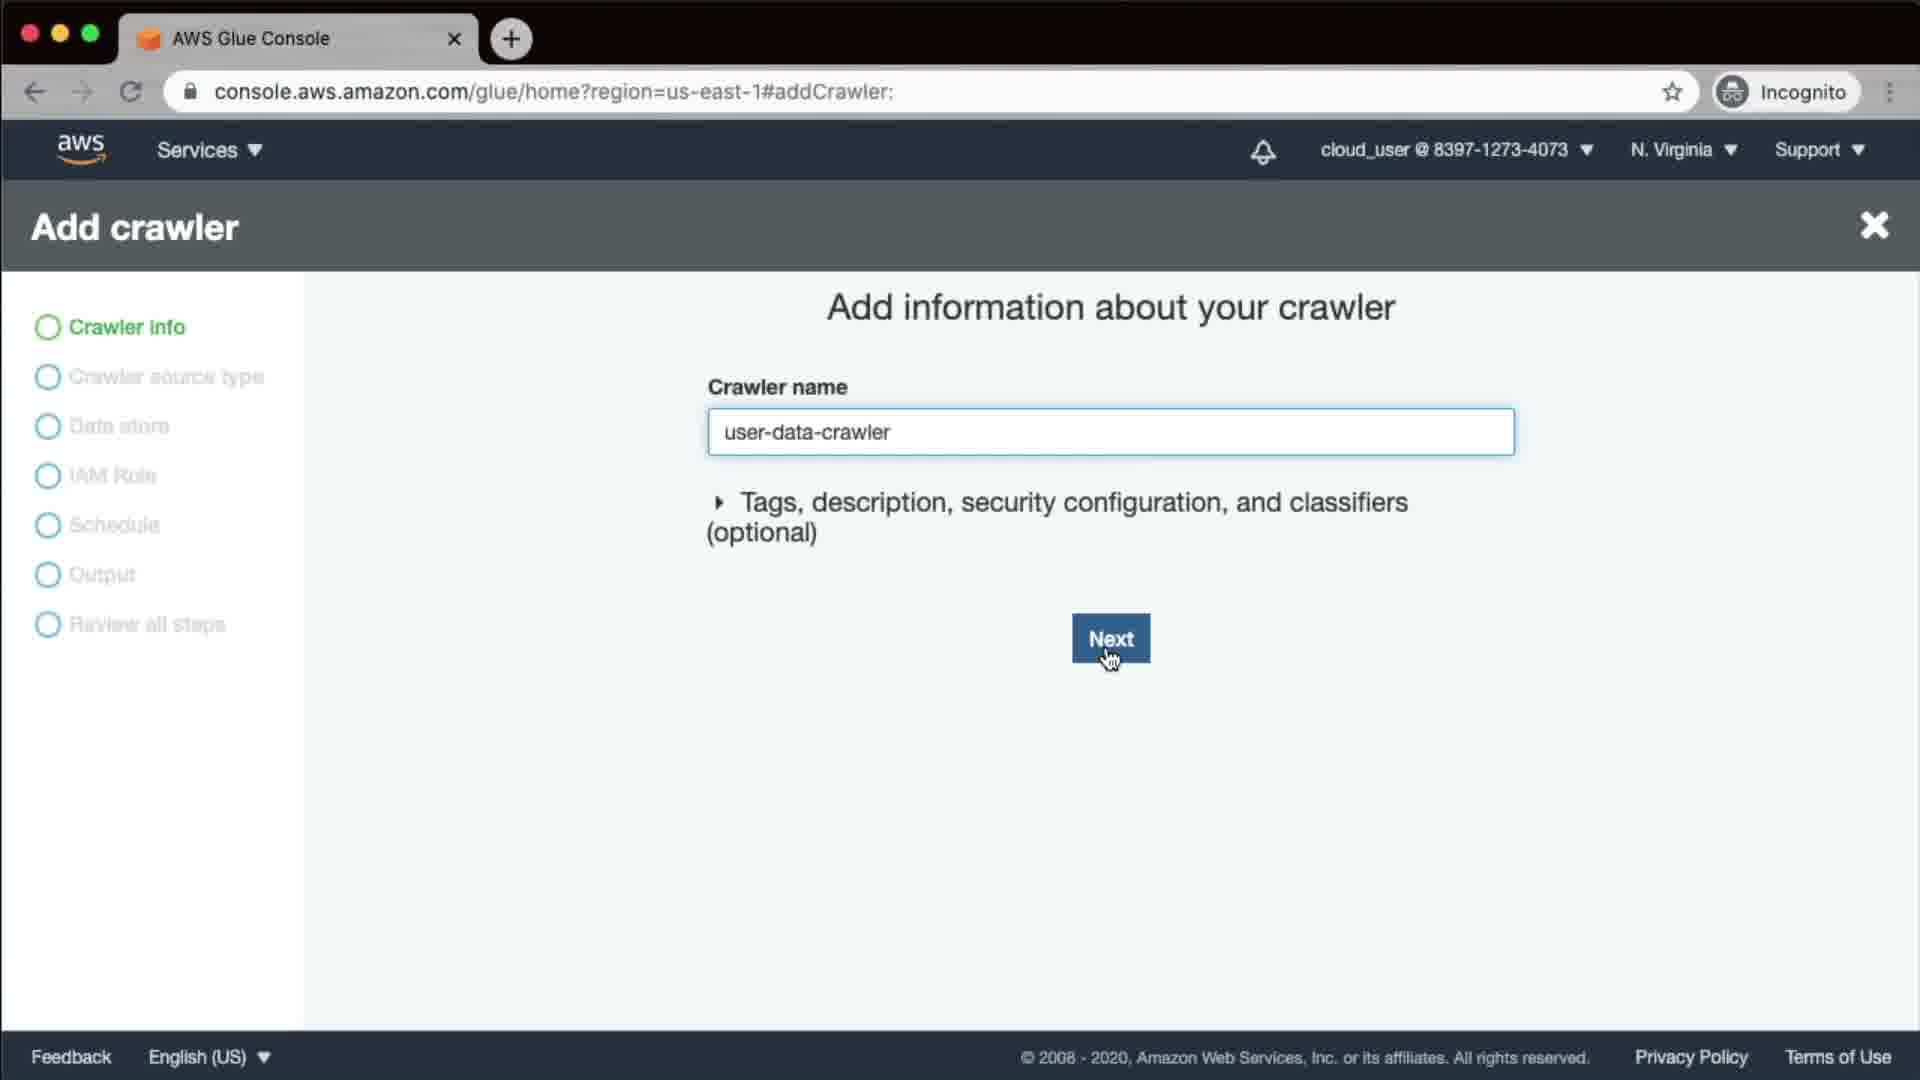 AWS Glue Console
console.aws.amazon.com/glue/home?region=us-east-1#addCrawler:
Incognito
aws
Services
cloud_user @ 8397-1273-4073
N. Virginia
Support
Add crawler
Crawler info
Crawler source type
Data store
IAM Role
Schedule
Output
Review all steps
Add information about your crawler
Crawler name
user-data-crawler
Tags, description, security configuration, and classifiers
(optional)
Next
Feedback
English (US)
© 2008 - 2020, Amazon Web Services, Inc. or its affiliates. All rights reserved.
Privacy Policy
Terms of Use